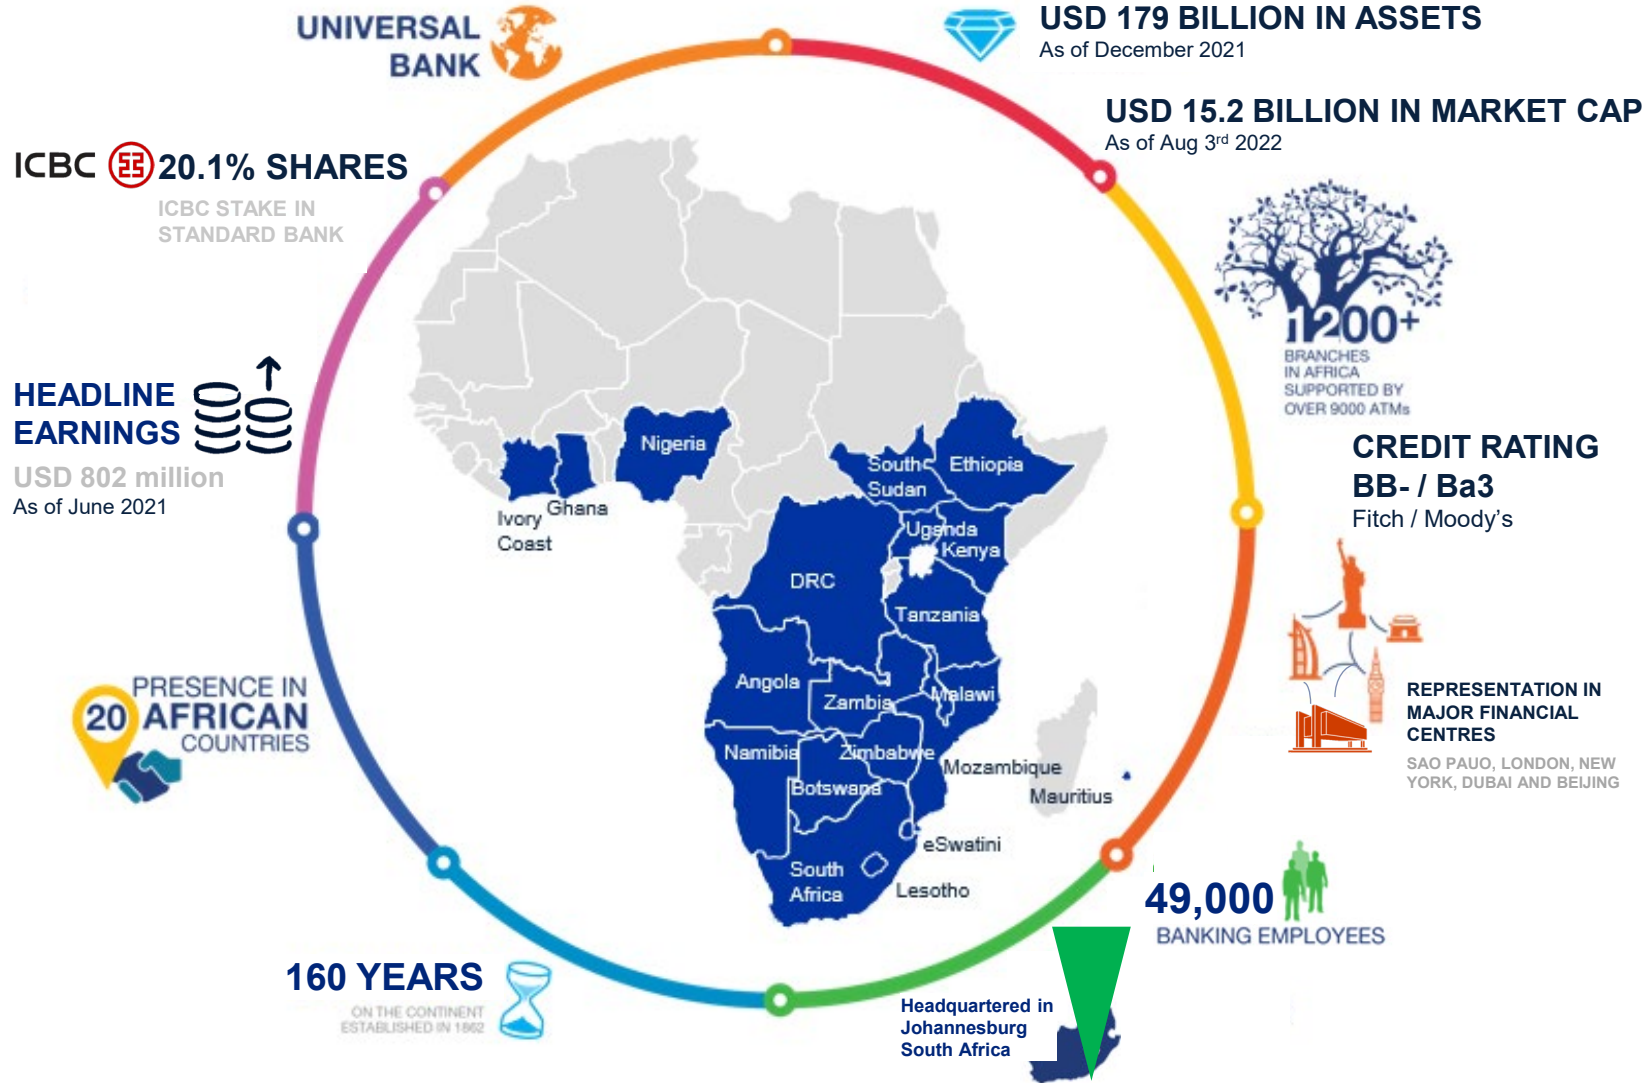 UNIVERSAL
BANK
USD 179 BILLION IN ASSETS
As of December 2021
USD 15.2 BILLION IN MARKET CAP
As of Aug 3rd 2022
ICBC 20.1% SHARES
ICBC STAKE IN
STANDARD BANK
1200+
BRANCHES
IN AFRICA
SUPPORTED BY
OVER 9000 ATMs
HEADLINE
EARNINGS
USD 802 million
As of June 2021
CREDIT RATING
BB- / Ba3
Fitch / Moody's
Nigeria
South
Sudan
Ethiopia
Ghana
Ivory
Coast
Uganda
Kenya
DRC
Tanzania
Angola
Zambia
Malawi
Namibia
Zimbabwe
Botswana
Mozambique
Mauritius
eSwatini
South
Africa
Lesotho
PRESENCE IN
20 AFRICAN
COUNTRIES
REPRESENTATION IN
MAJOR FINANCIAL
CENTRES
SAO PAUO, LONDON, NEW
YORK, DUBAI AND BEIJING
49,000
BANKING EMPLOYEES
160 YEARS
ON THE CONTINENT
ESTABLISHED IN 1862
Headquartered in
Johannesburg
South Africa